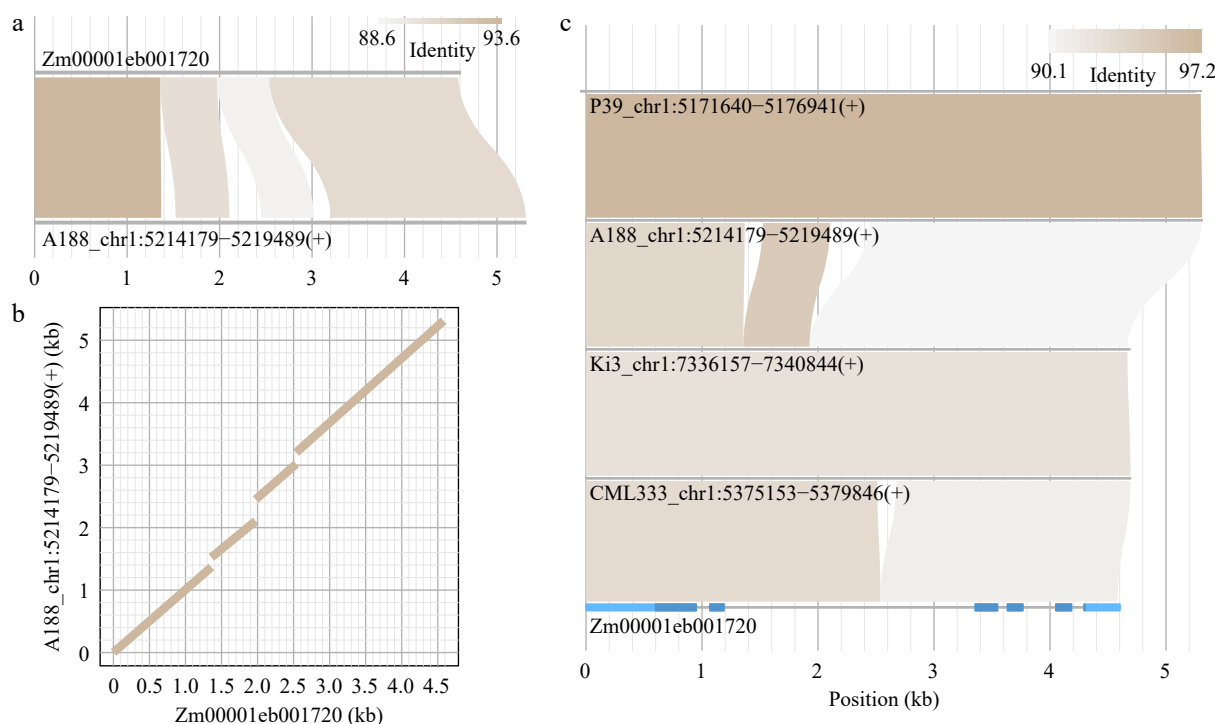 a
88.6 Identity 93.6
Zm00001eb001720
A188_chr1:5214179−5219489(+)
0 1 2 3 4 5
b
A188_chr1:5214179−5219489(+) (kb)
5
4
3
2
1
0
0 0.5 1.0 1.5 2.0 2.5 3.0 3.5 4.0 4.5
Zm00001eb001720 (kb)
c
90.1 Identity 97.2
P39_chr1:5171640−5176941(+)
A188_chr1:5214179−5219489(+)
Ki3_chr1:7336157−7340844(+)
CML333_chr1:5375153−5379846(+)
Zm00001eb001720
0 1 2 3 4 5
Position (kb)